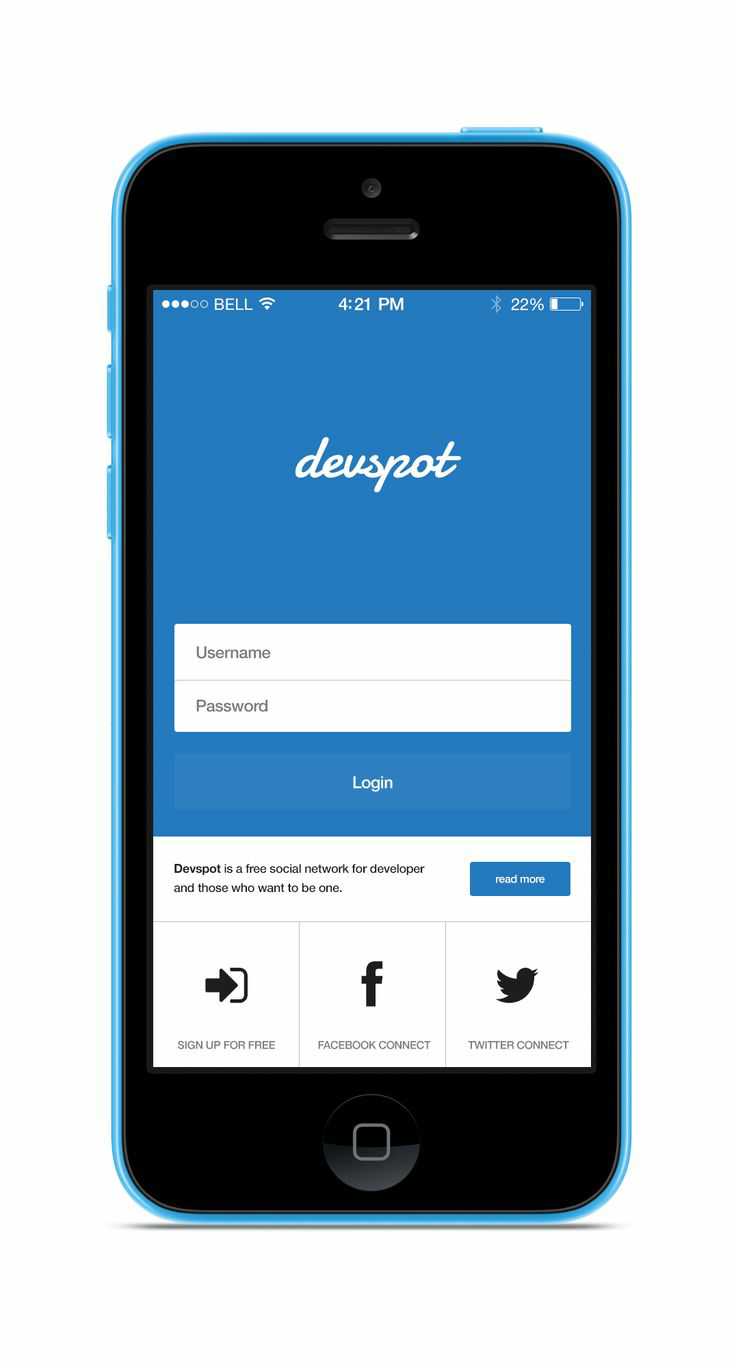 BELL 4:21 PM 22%
devspot
Username
Password
Login
Devspot is a free social network for developer
and those who want to be one.
read more
SIGN UP FOR FREE
FACEBOOK CONNECT
TWITTER CONNECT